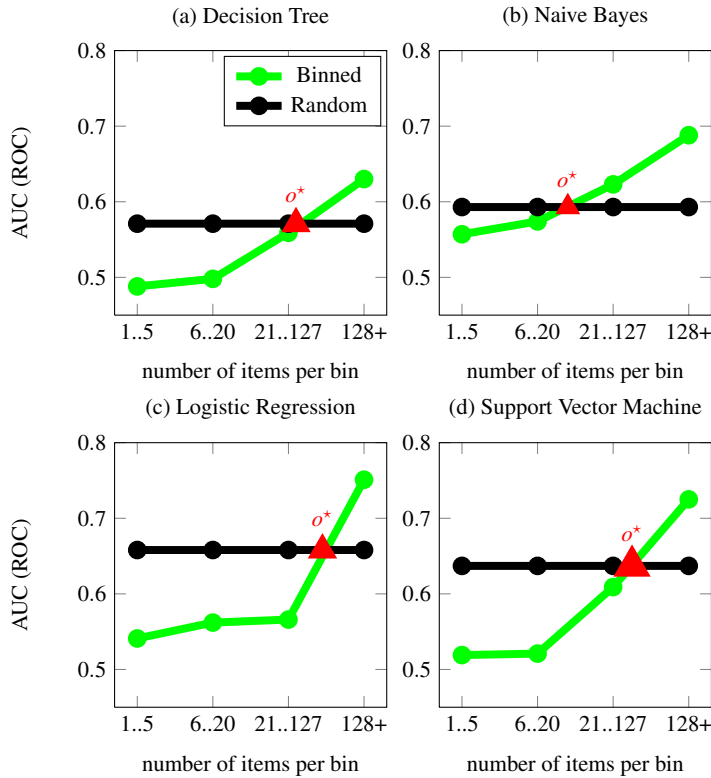 (a) Decision Tree
(b) Naive Bayes
0.8
0.7
0.6
0.5
AUC (ROC)
Binned
Random
o⋆
1..5 6..20 21..127 128+
number of items per bin
0.8
0.7
0.6
0.5
o⋆
1..5 6..20 21..127 128+
number of items per bin
(c) Logistic Regression
(d) Support Vector Machine
0.8
0.7
0.6
0.5
AUC (ROC)
o⋆
1..5 6..20 21..127 128+
number of items per bin
0.8
0.7
0.6
0.5
o⋆
1..5 6..20 21..127 128+
number of items per bin